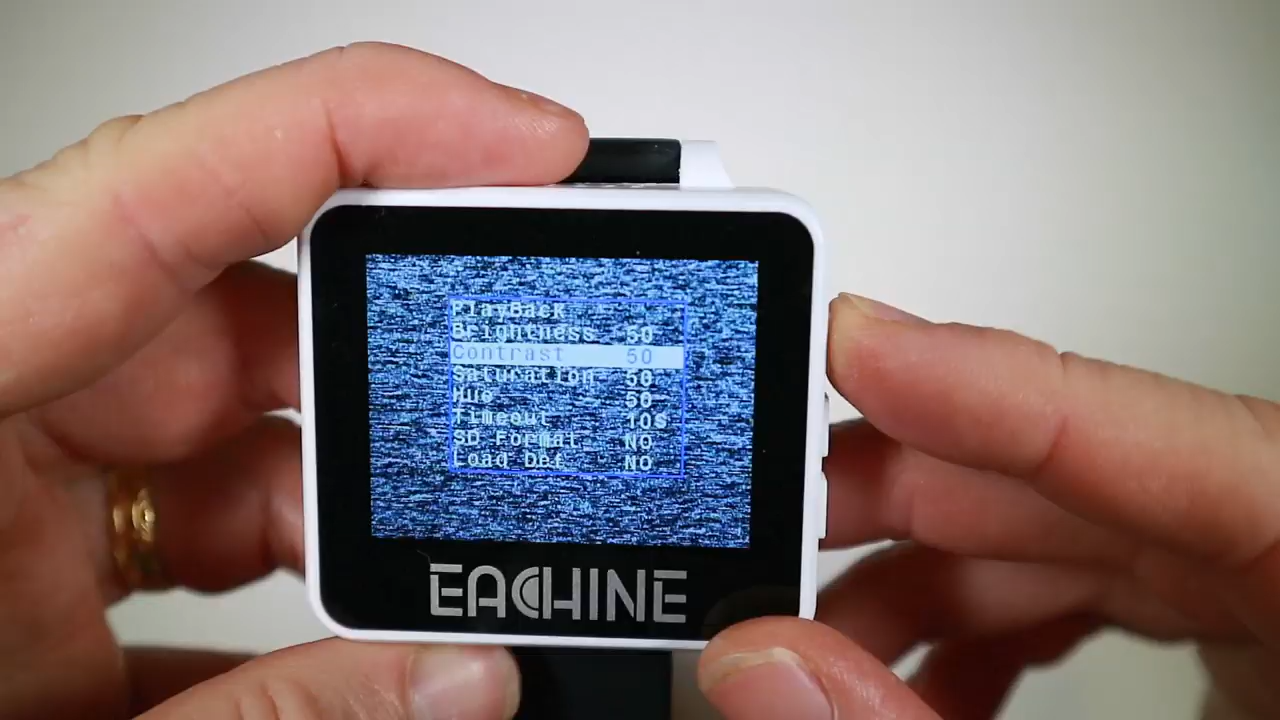 PlayBack
Brightness 50
Contrast 50
Saturation 50
Hue 50
Timeout 10S
SD Format NO
Load Def NO
EACHINE